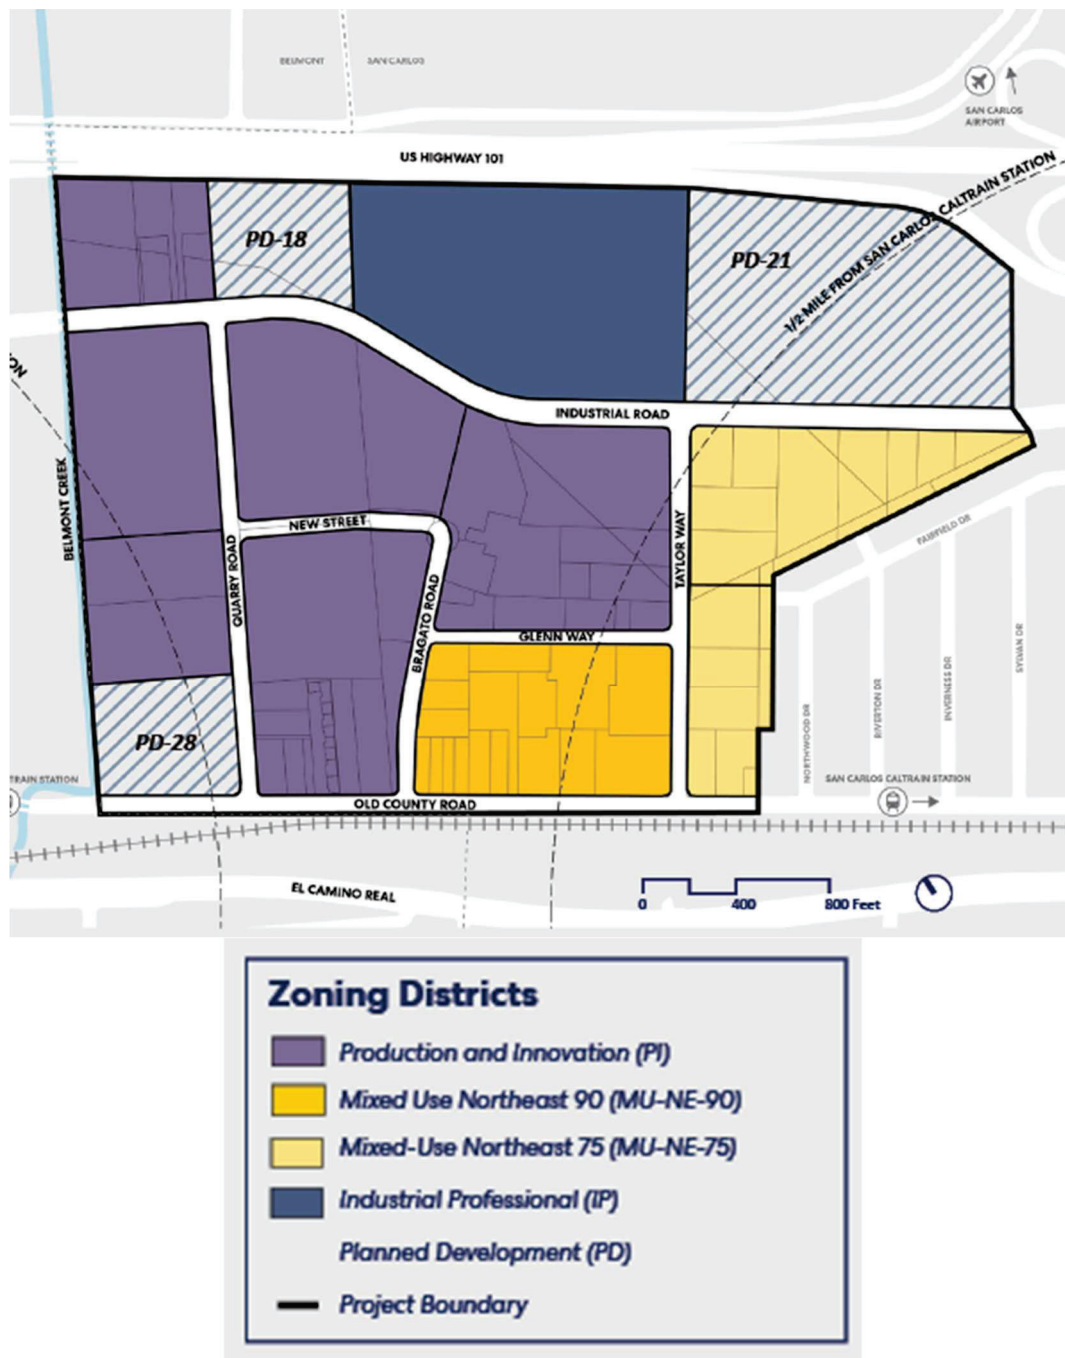 BELMONT
SAN CARLOS
SAN CARLOS
AIRPORT
US HIGHWAY 101
1/2 MILE FROM SAN CARLOS CALTRAIN STATION
PD-18
PD-21
ON
INDUSTRIAL ROAD
BELMONT CREEK
NEW STREET
QUARRY ROAD
BRAGATO ROAD
TAYLOR WAY
FAIRFIELD DR
GLENN WAY
NORTHWOOD DR
RIVERTON DR
INVERNESS DR
SYLVAN DR
PD-28
TRAIN STATION
SAN CARLOS CALTRAIN STATION
OLD COUNTY ROAD
EL CAMINO REAL
0 400 800 Feet
Zoning Districts
Production and Innovation (PI)
Mixed Use Northeast 90 (MU-NE-90)
Mixed-Use Northeast 75 (MU-NE-75)
Industrial Professional (IP)
Planned Development (PD)
Project Boundary